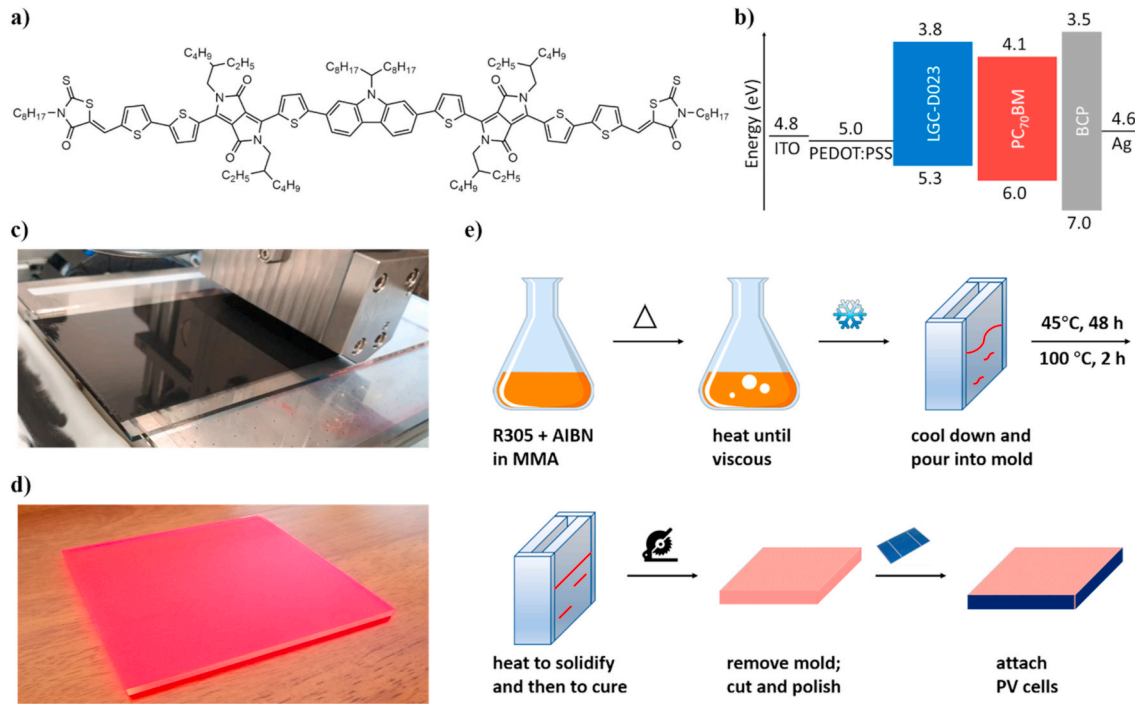 a)
C₄H₉
C₂H₅
C₈H₁₇
C₈H₁₇
C₂H₅
C₄H₉
S
S
C₈H₁₇
N
O
S
S
O
N
N
O
S
N
S
O
N
N
O
S
S
O
S
S
N
C₈H₁₇
O
C₂H₅
C₄H₉
C₄H₉
C₂H₅
b)
Energy (eV)
4.8
ITO
5.0
PEDOT:PSS
3.8
LGC-D023
5.3
4.1
PC₇₀BM
6.0
3.5
BCP
7.0
4.6
Ag
c)
d)
e)
R305 + AIBN
in MMA
△
heat until
viscous
cool down and
pour into mold
45°C, 48 h
100 °C, 2 h
heat to solidify
and then to cure
remove mold;
cut and polish
attach
PV cells